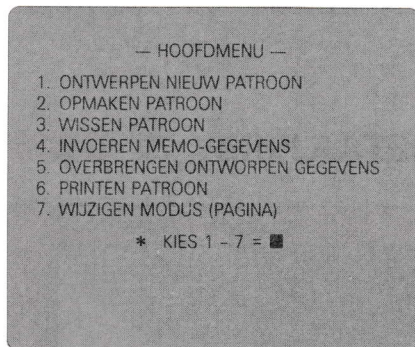 — HOOFDMENU —
1. ONTWERPEN NIEUW PATROON
2. OPMAKEN PATROON
3. WISSEN PATROON
4. INVOEREN MEMO-GEGEVENS
5. OVERBRENGEN ONTWORPEN GEGEVENS
6. PRINTEN PATROON
7. WIJZIGEN MODUS (PAGINA)
* KIES 1 – 7 = ■